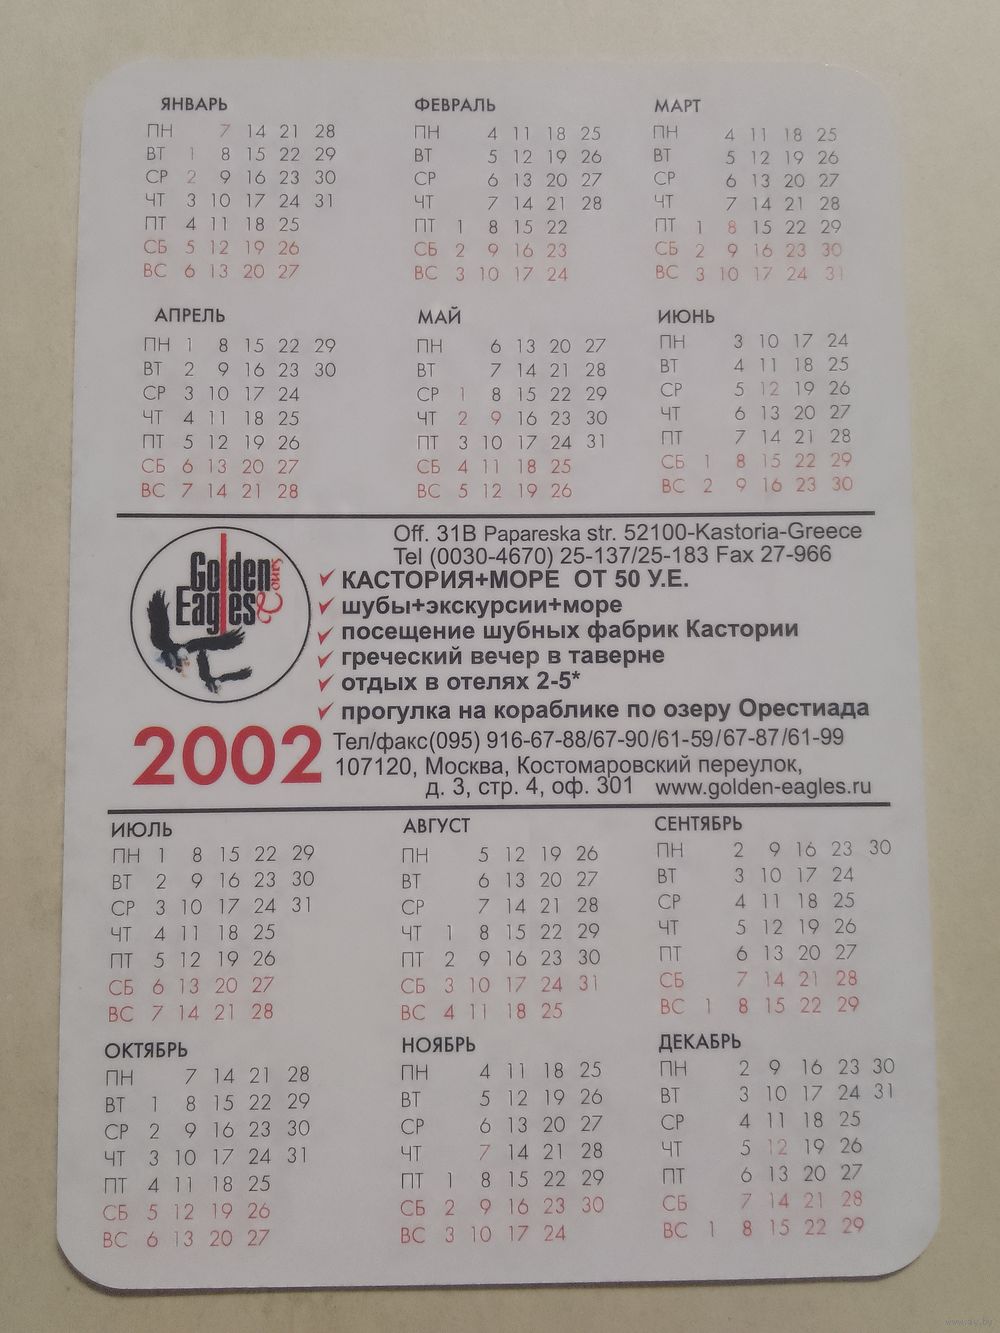 ЯНВАРЬ
ПН 7 14 21 28
ВТ 1 8 15 22 29
СР 2 9 16 23 30
ЧТ 3 10 17 24 31
ПТ 4 11 18 25
СБ 5 12 19 26
ВС 6 13 20 27
ФЕВРАЛЬ
ПН 4 11 18 25
ВТ 5 12 19 26
СР 6 13 20 27
ЧТ 7 14 21 28
ПТ 1 8 15 22
СБ 2 9 16 23
ВС 3 10 17 24
МАРТ
ПН 4 11 18 25
ВТ 5 12 19 26
СР 6 13 20 27
ЧТ 7 14 21 28
ПТ 1 8 15 22 29
СБ 2 9 16 23 30
ВС 3 10 17 24 31
АПРЕЛЬ
ПН 1 8 15 22 29
ВТ 2 9 16 23 30
СР 3 10 17 24
ЧТ 4 11 18 25
ПТ 5 12 19 26
СБ 6 13 20 27
ВС 7 14 21 28
МАЙ
ПН 6 13 20 27
ВТ 7 14 21 28
СР 1 8 15 22 29
ЧТ 2 9 16 23 30
ПТ 3 10 17 24 31
СБ 4 11 18 25
ВС 5 12 19 26
ИЮНЬ
ПН 3 10 17 24
ВТ 4 11 18 25
СР 5 12 19 26
ЧТ 6 13 20 27
ПТ 7 14 21 28
СБ 1 8 15 22 29
ВС 2 9 16 23 30
Golden
Eagles
Tours
2002
Off. 31B Papareska str. 52100-Kastoria-Greece
Tel (0030-4670) 25-137/25-183 Fax 27-966
КАСТОРИЯ+МОРЕ ОТ 50 У.Е.
шубы+экскурсии+море
посещение шубных фабрик Кастории
греческий вечер в таверне
отдых в отелях 2-5*
прогулка на кораблике по озеру Орестиада
Тел/факс(095) 916-67-88/67-90/61-59/67-87/61-99
107120, Москва, Костомаровский переулок,
д. 3, стр. 4, оф. 301 www.golden-eagles.ru
ИЮЛЬ
ПН 1 8 15 22 29
ВТ 2 9 16 23 30
СР 3 10 17 24 31
ЧТ 4 11 18 25
ПТ 5 12 19 26
СБ 6 13 20 27
ВС 7 14 21 28
АВГУСТ
ПН 5 12 19 26
ВТ 6 13 20 27
СР 7 14 21 28
ЧТ 1 8 15 22 29
ПТ 2 9 16 23 30
СБ 3 10 17 24 31
ВС 4 11 18 25
СЕНТЯБРЬ
ПН 2 9 16 23 30
ВТ 3 10 17 24
СР 4 11 18 25
ЧТ 5 12 19 26
ПТ 6 13 20 27
СБ 7 14 21 28
ВС 1 8 15 22 29
ОКТЯБРЬ
ПН 7 14 21 28
ВТ 1 8 15 22 29
СР 2 9 16 23 30
ЧТ 3 10 17 24 31
ПТ 4 11 18 25
СБ 5 12 19 26
ВС 6 13 20 27
НОЯБРЬ
ПН 4 11 18 25
ВТ 5 12 19 26
СР 6 13 20 27
ЧТ 7 14 21 28
ПТ 1 8 15 22 29
СБ 2 9 16 23 30
ВС 3 10 17 24
ДЕКАБРЬ
ПН 2 9 16 23 30
ВТ 3 10 17 24 31
СР 4 11 18 25
ЧТ 5 12 19 26
ПТ 6 13 20 27
СБ 7 14 21 28
ВС 1 8 15 22 29
www.ay.by